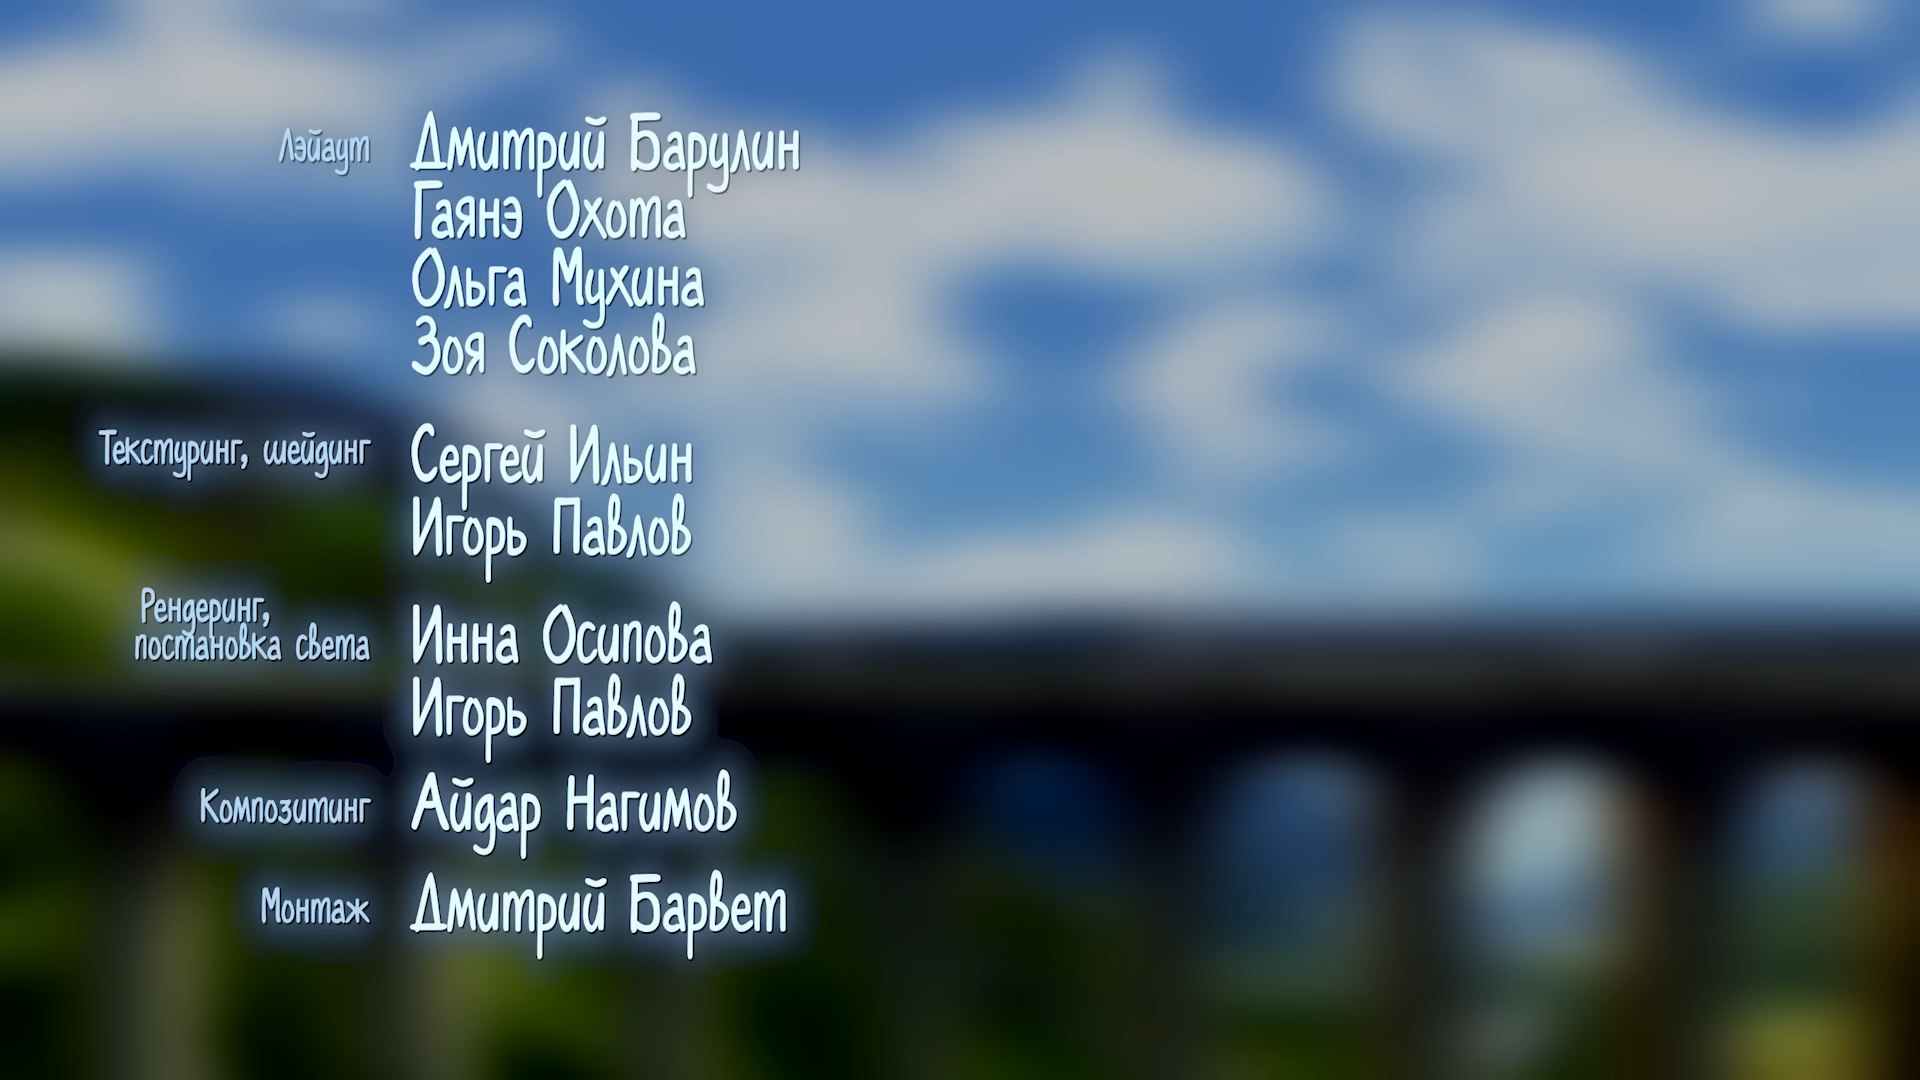 Лэйаут Дмитрий Барулин
Гаянэ Охота
Ольга Мухина
Зоя Соколова
Текстуринг, шейдинг Сергей Ильин
Игорь Павлов
Рендеринг,
постановка света Инна Осипова
Игорь Павлов
Композитинг Айдар Нагимов
Монтаж Дмитрий Барвет